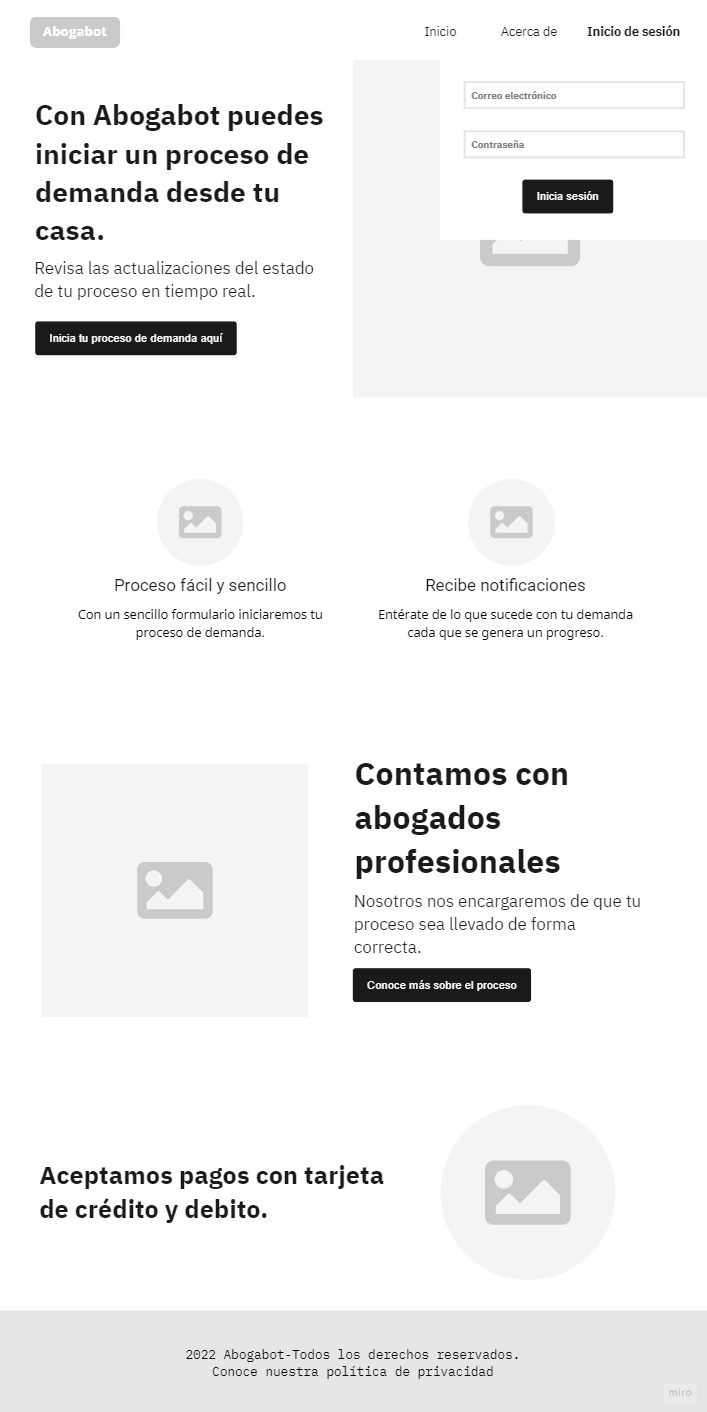 Abogabot
Inicio
Acerca de
Inicio de sesión
Correo electrónico
Contraseña
Inicia sesión
Con Abogabot puedes
iniciar un proceso de
demanda desde tu
casa.
Revisa las actualizaciones del estado
de tu proceso en tiempo real.
Inicia tu proceso de demanda aquí
Proceso fácil y sencillo
Con un sencillo formulario iniciaremos tu
proceso de demanda.
Recibe notificaciones
Entérate de lo que sucede con tu demanda
cada que se genera un progreso.
Contamos con
abogados
profesionales
Nosotros nos encargaremos de que tu
proceso sea llevado de forma
correcta.
Conoce más sobre el proceso
Aceptamos pagos con tarjeta
de crédito y debito.
2022 Abogabot-Todos los derechos reservados.
Conoce nuestra política de privacidad
miro